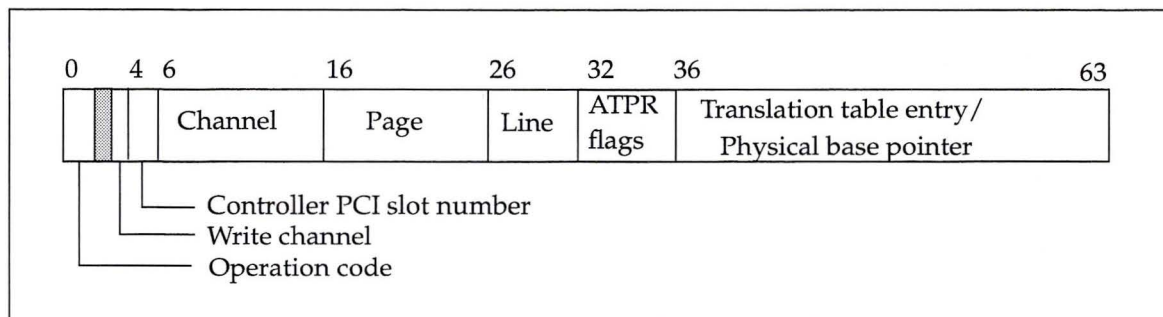 0 4 6 16 26 32 36 63
Channel Page Line ATPR flags Translation table entry/ Physical base pointer
Controller PCI slot number
Write channel
Operation code